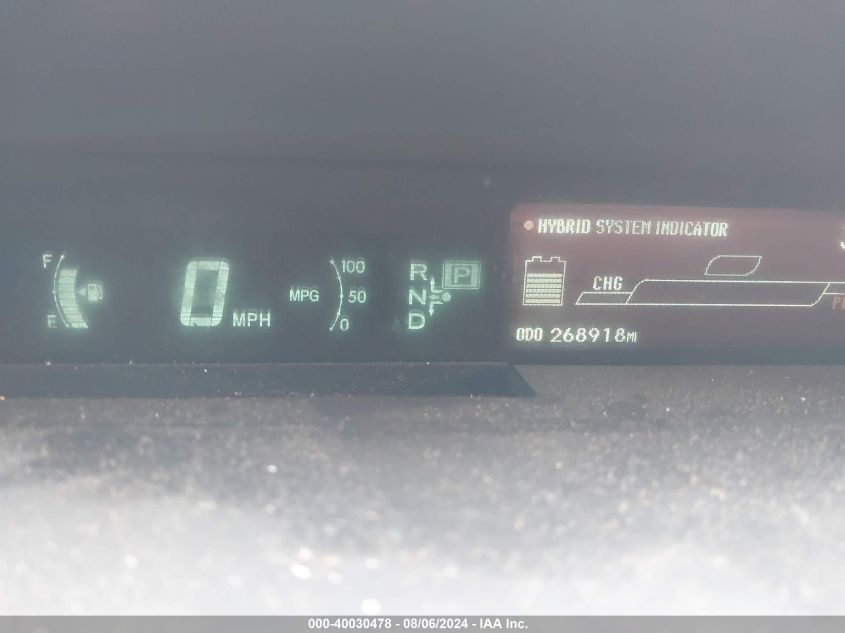 F
E
0 MPH
MPG
100
50
0
R
N
D
P
HYBRID SYSTEM INDICATOR
CHG
ODO 268918MI
000-40030478 - 08/06/2024 - IAA Inc.